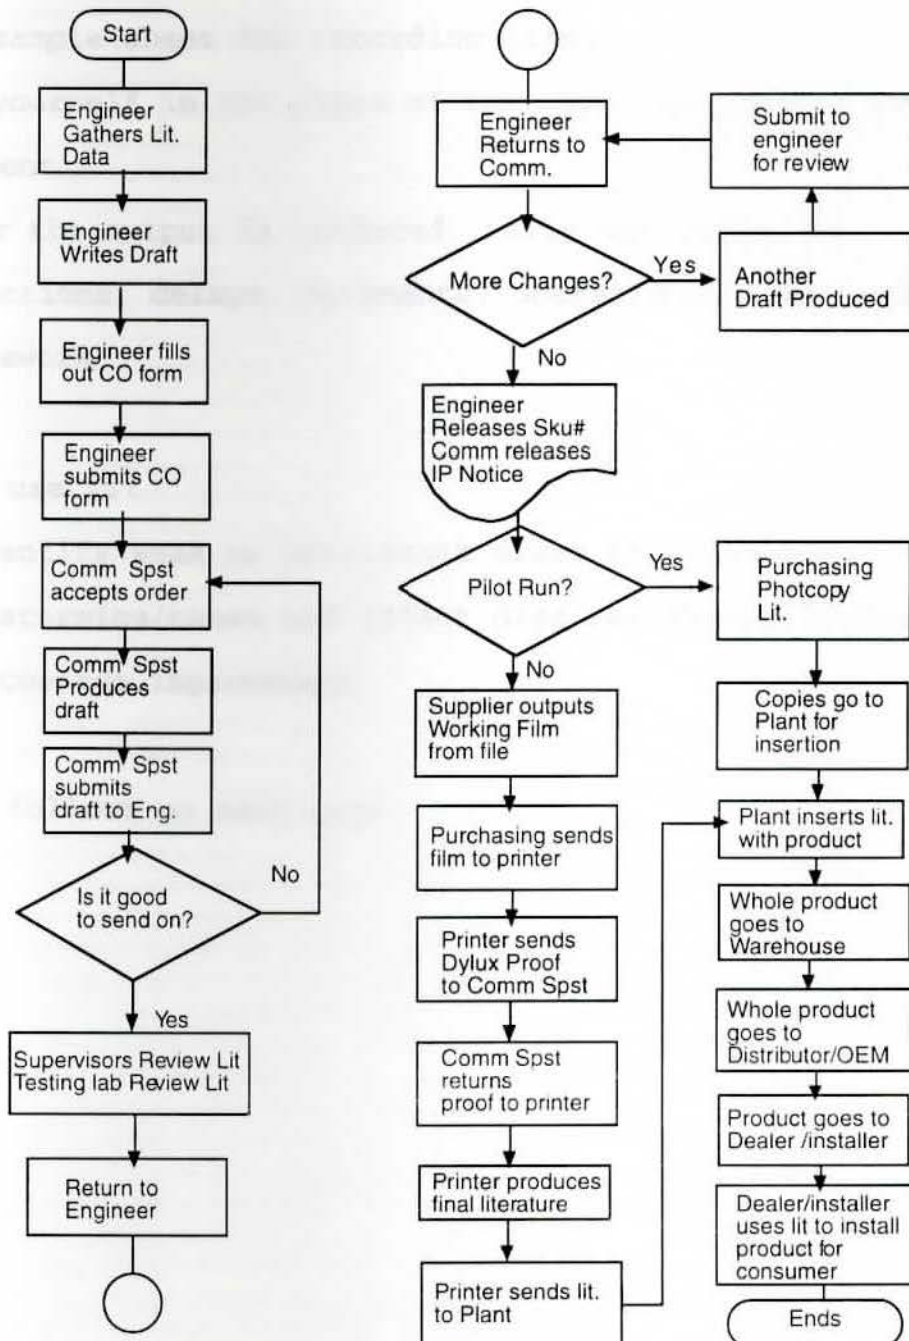 Start
Engineer
Gathers Lit.
Data
Engineer
Writes Draft
Engineer fills
out CO form
Engineer
submits CO
form
Comm Spst
accepts order
Comm Spst
Produces
draft
Comm Spst
submits
draft to Eng.
Is it good
to send on?
No
Yes
Supervisors Review Lit
Testing lab Review Lit
Return to
Engineer
Engineer
Returns to
Comm.
Submit to
engineer
for review
More Changes?
Yes
Another
Draft Produced
No
Engineer
Releases Sku#
Comm releases
IP Notice
Pilot Run?
Yes
Purchasing
Photcopy
Lit.
No
Supplier outputs
Working Film
from file
Purchasing sends
film to printer
Printer sends
Dylux Proof
to Comm Spst
Comm Spst
returns
proof to printer
Printer produces
final literature
Printer sends lit.
to Plant
Copies go to
Plant for
insertion
Plant inserts lit.
with product
Whole product
goes to
Warehouse
Whole product
goes to
Distributor/OEM
Product goes to
Dealer /installer
Dealer/installer
uses lit to install
product for
consumer
Ends